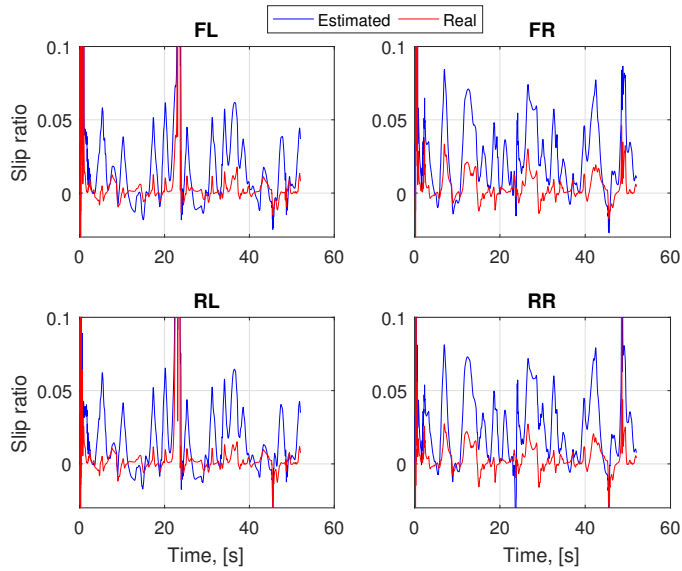 Estimated Real
FL FR
0.1 0.1
0.05 0.05
0 0
Slip ratio
0 20 40 60 0 20 40 60
RL RR
0.1 0.1
0.05 0.05
0 0
Slip ratio
0 20 40 60 0 20 40 60
Time, [s] Time, [s]